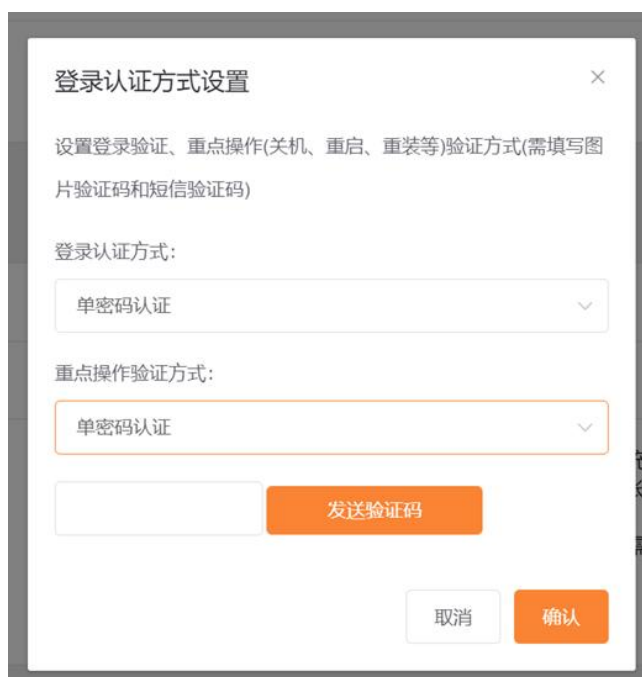 登录认证方式设置
设置登录验证、重点操作(关机、重启、重装等)验证方式(需填写图
片验证码和短信验证码)
登录认证方式:
单密码认证
重点操作验证方式:
单密码认证
发送验证码
取消
确认